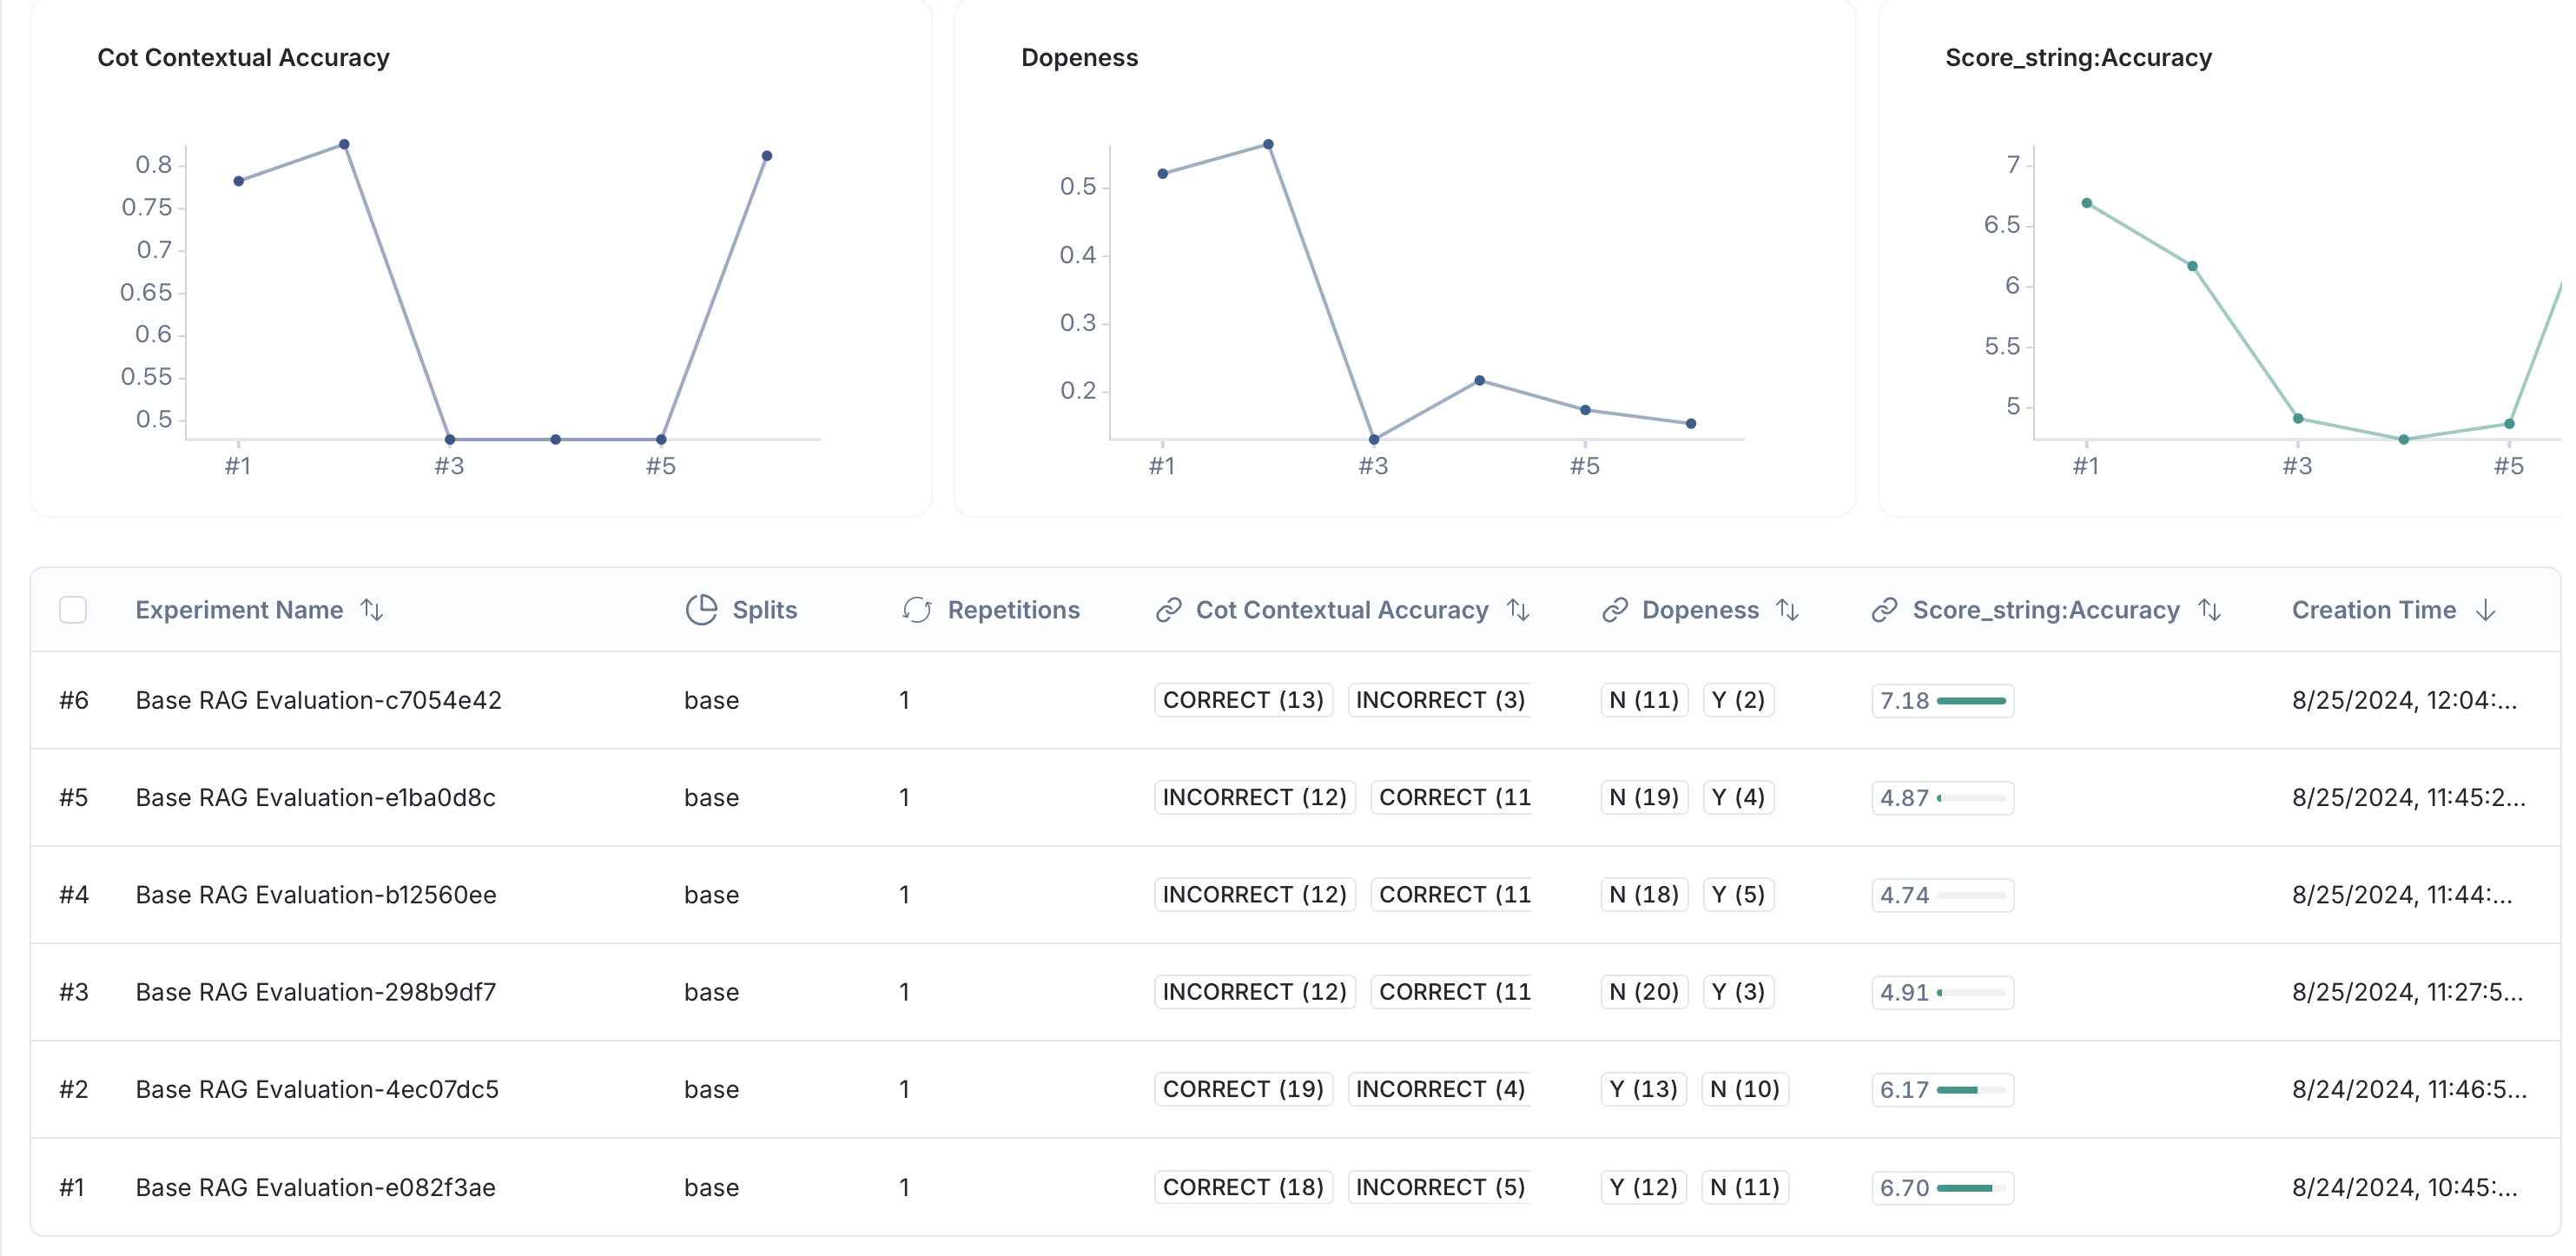 Cot Contextual Accuracy
Dopeness
Score_string:Accuracy
0.8
0.75
0.7
0.65
0.6
0.55
0.5
#1 #3 #5
0.5
0.4
0.3
0.2
#1 #3 #5
7
6.5
6
5.5
5
#1 #3 #5
Experiment Name Splits Repetitions Cot Contextual Accuracy Dopeness Score_string:Accuracy Creation Time
#6 Base RAG Evaluation-c7054e42 base 1 CORRECT (13) INCORRECT (3) N (11) Y (2) 7.18 8/25/2024, 12:04:...
#5 Base RAG Evaluation-e1ba0d8c base 1 INCORRECT (12) CORRECT (11 N (19) Y (4) 4.87 8/25/2024, 11:45:2...
#4 Base RAG Evaluation-b12560ee base 1 INCORRECT (12) CORRECT (11 N (18) Y (5) 4.74 8/25/2024, 11:44:...
#3 Base RAG Evaluation-298b9df7 base 1 INCORRECT (12) CORRECT (11 N (20) Y (3) 4.91 8/25/2024, 11:27:5...
#2 Base RAG Evaluation-4ec07dc5 base 1 CORRECT (19) INCORRECT (4) Y (13) N (10) 6.17 8/24/2024, 11:46:5...
#1 Base RAG Evaluation-e082f3ae base 1 CORRECT (18) INCORRECT (5) Y (12) N (11) 6.70 8/24/2024, 10:45:...